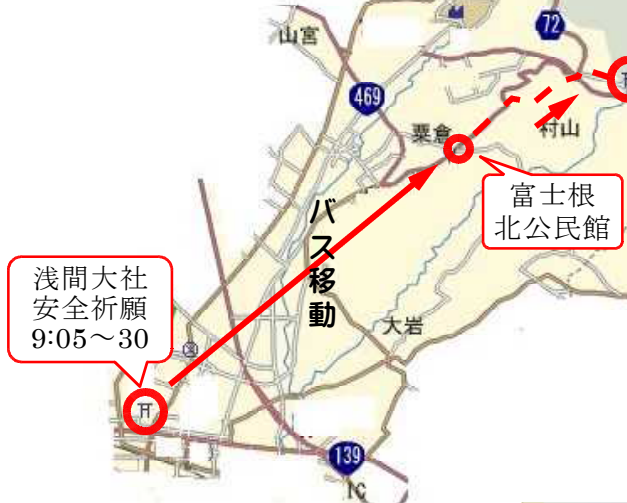 山宮
72
469
粟倉
村山
富士根
北公民館
バス移動
浅間大社
安全祈願
9:05〜30
大岩
139
IC